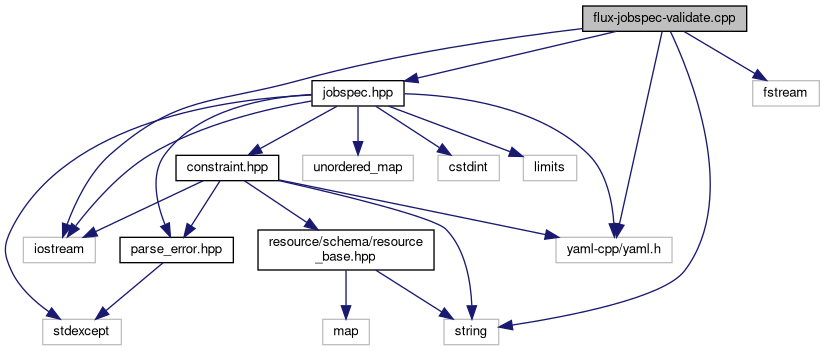 flux-jobspec-validate.cpp
jobspec.hpp
fstream
constraint.hpp
unordered_map
cstdint
limits
iostream
parse_error.hpp
resource/schema/resource
_base.hpp
yaml-cpp/yaml.h
stdexcept
map
string